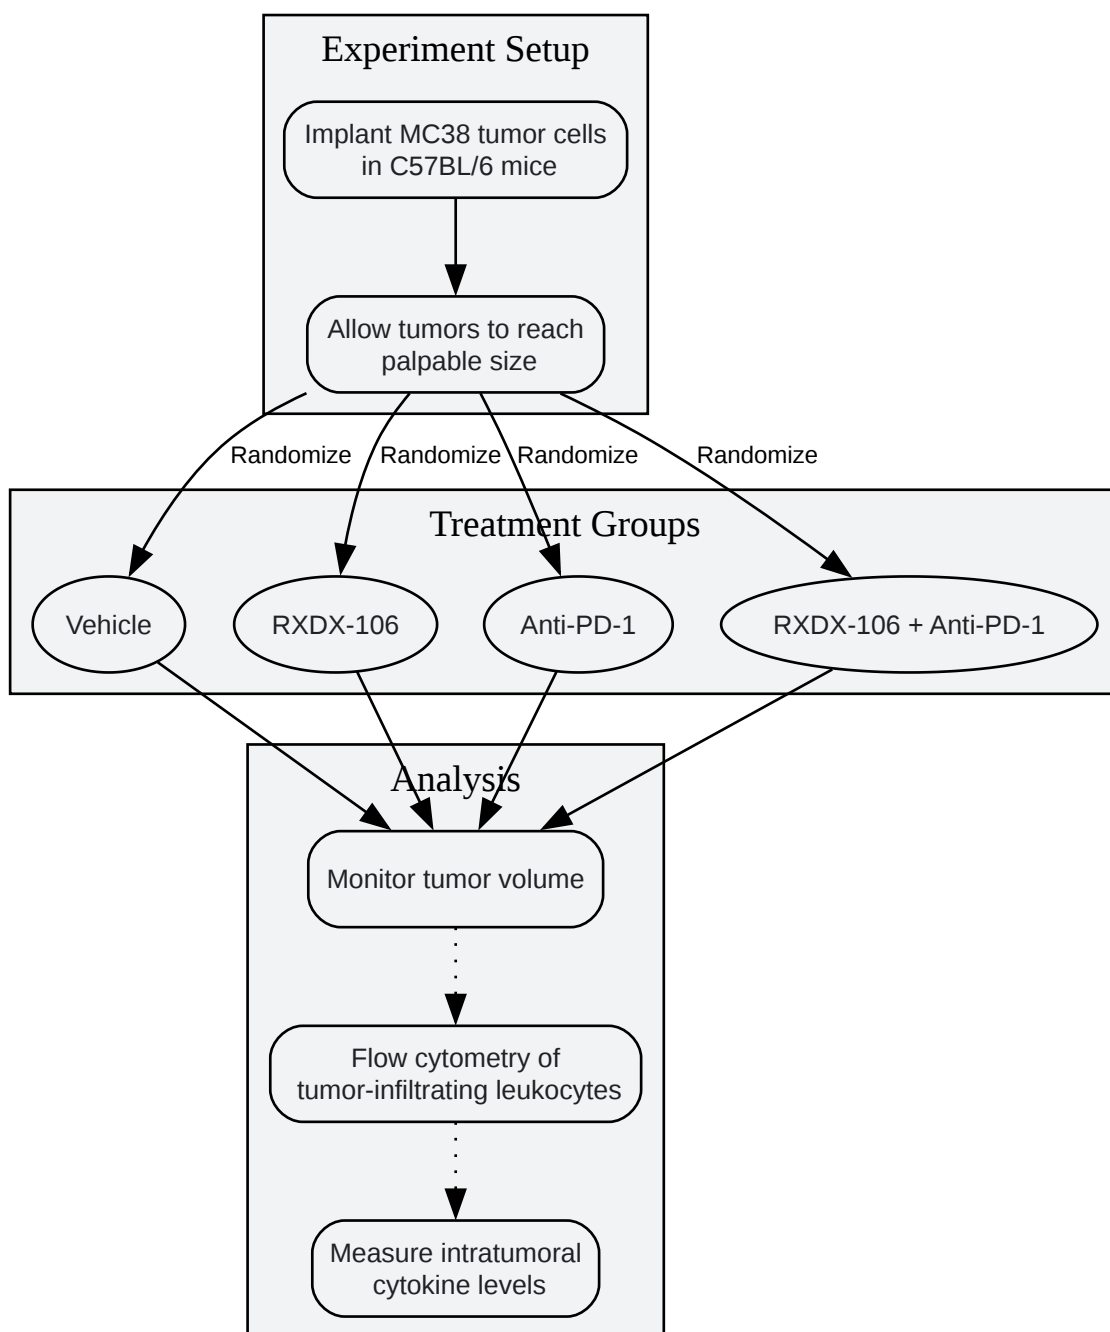 Experiment Setup
Implant MC38 tumor cells
in C57BL/6 mice
Allow tumors to reach
palpable size
Randomize
Randomize
Randomize
Randomize
Treatment Groups
Vehicle
RXDX-106
Anti-PD-1
RXDX-106 + Anti-PD-1
Analysis
Monitor tumor volume
Flow cytometry of
tumor-infiltrating leukocytes
Measure intratumoral
cytokine levels